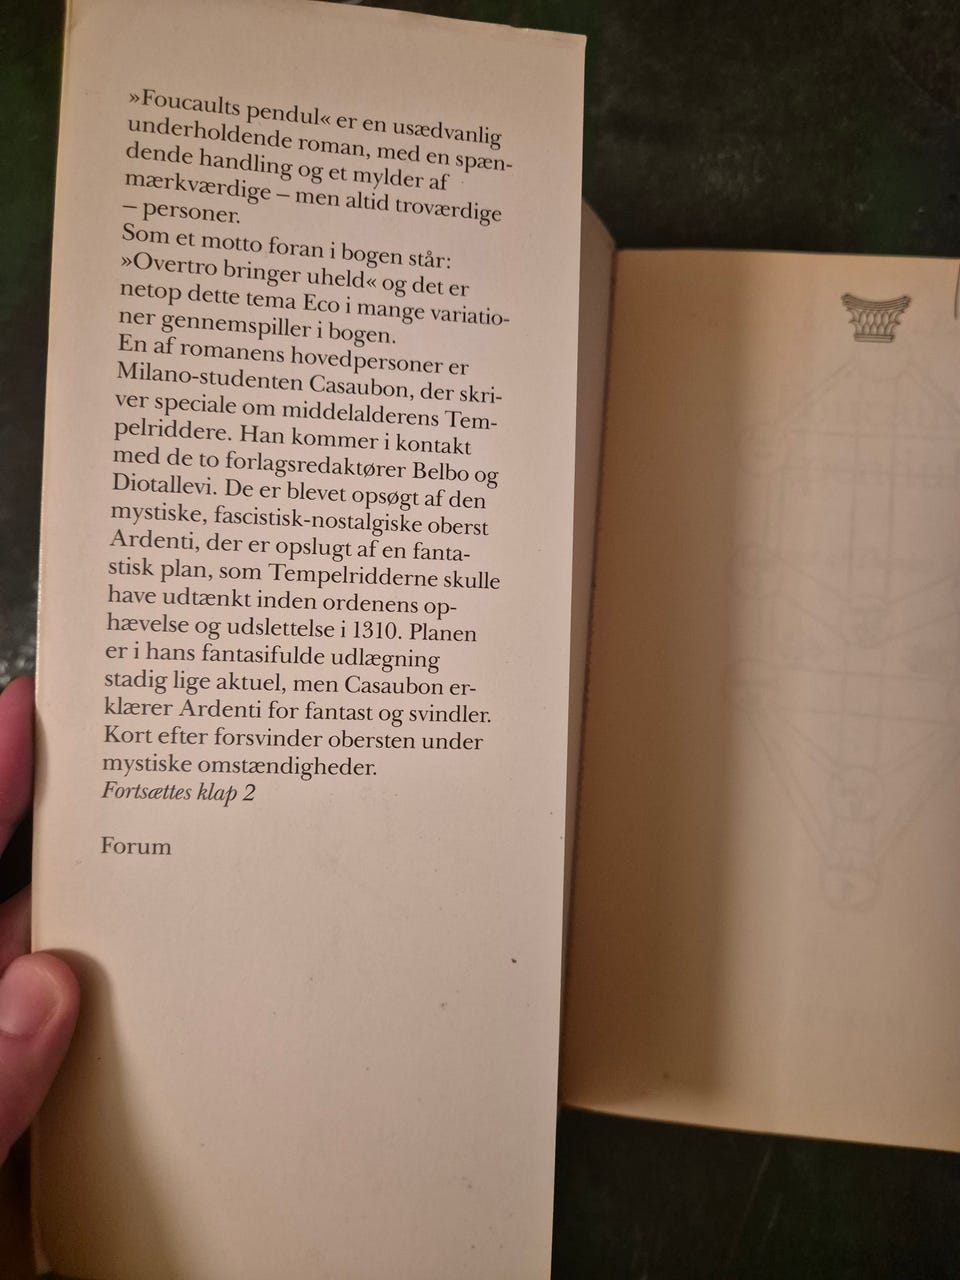 »Foucaults pendul« er en usædvanlig
underholdende roman, med en spæn-
dende handling og et mylder af
mærkværdige – men altid troværdige
– personer.
Som et motto foran i bogen står:
»Overtro bringer uheld« og det er
netop dette tema Eco i mange variatio-
ner gennemspiller i bogen.
En af romanens hovedpersoner er
Milano-studenten Casaubon, der skri-
ver speciale om middelalderens Tem-
pelriddere. Han kommer i kontakt
med de to forlagsredaktører Belbo og
Diotallevi. De er blevet opsøgt af den
mystiske, fascistisk-nostalgiske oberst
Ardenti, der er opslugt af en fanta-
stisk plan, som Tempelridderne skulle
have udtænkt inden ordenens op-
hævelse og udslettelse i 1310. Planen
er i hans fantasifulde udlægning
stadig lige aktuel, men Casaubon er-
klærer Ardenti for fantast og svindler.
Kort efter forsvinder obersten under
mystiske omstændigheder.
Fortsættes klap 2
Forum